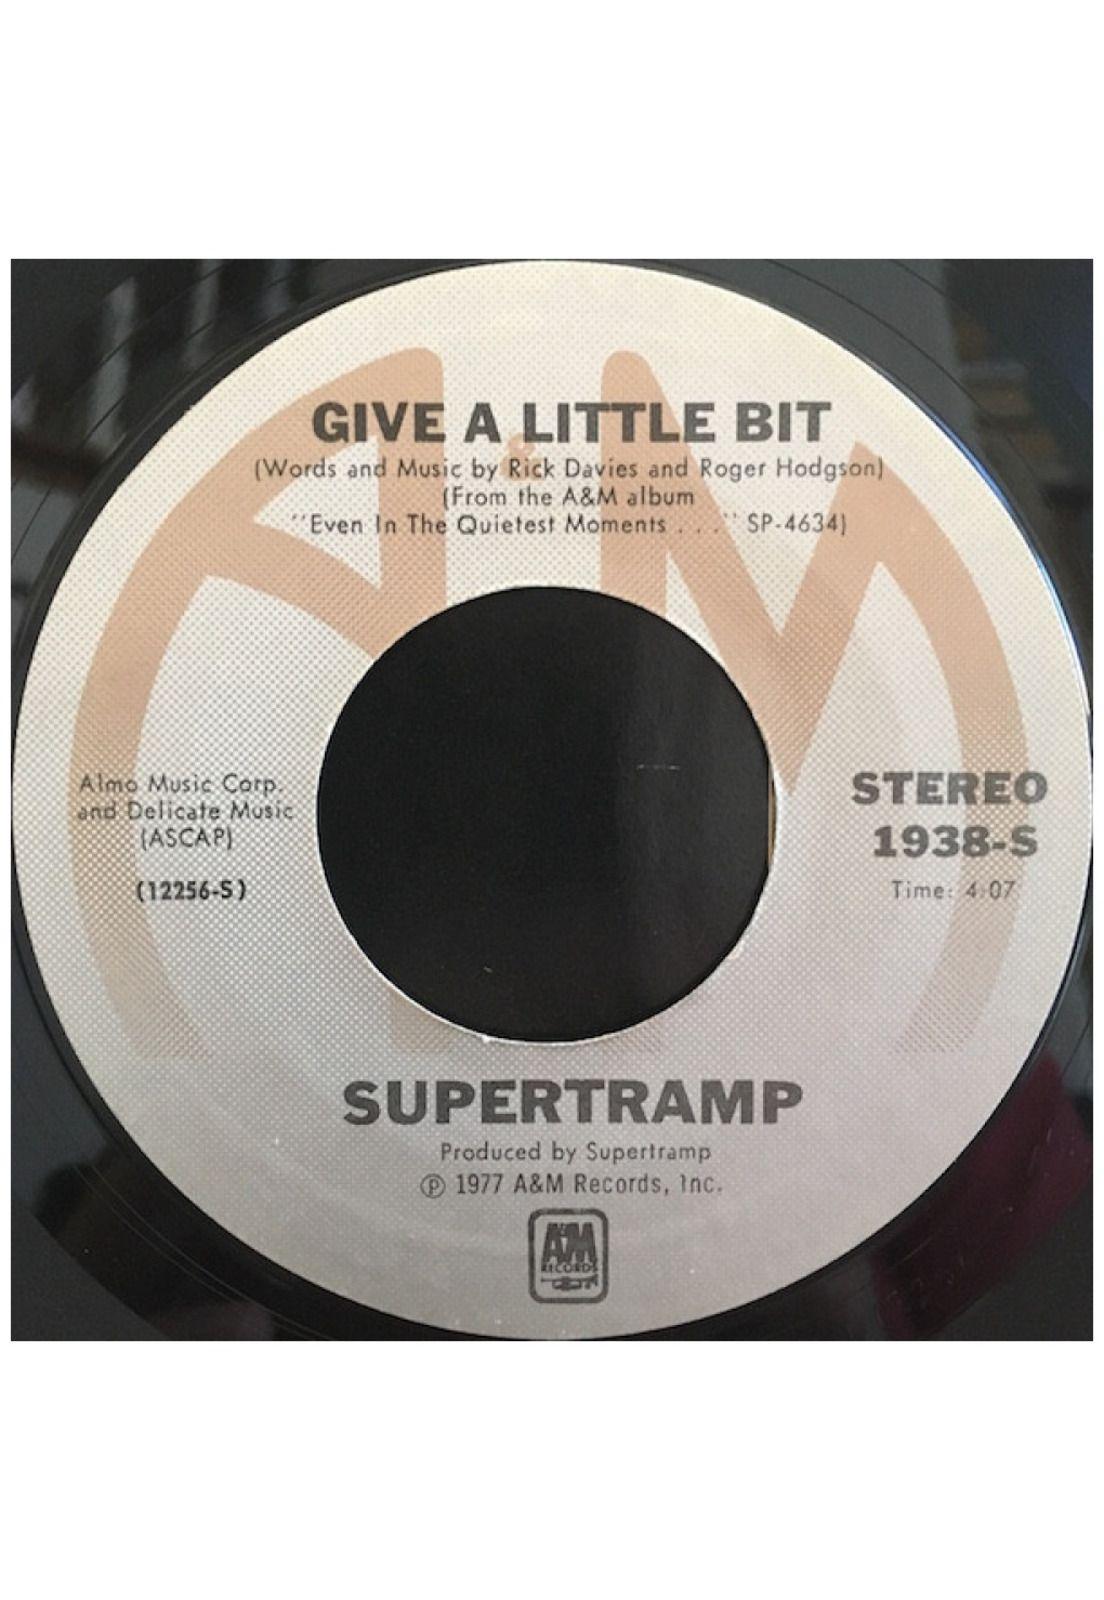 GIVE A LITTLE BIT
(Words and Music by Rick Davies and Roger Hodgson)
(From the A&M album
"Even In The Quietest Moments . . ." SP-4634)
Almo Music Corp.
and Delicate Music
(ASCAP)
(12256-S)
STEREO
1938-S
Time: 4:07
SUPERTRAMP
Produced by Supertramp
℗ 1977 A&M Records, Inc.
A&M
RECORDS
A&M